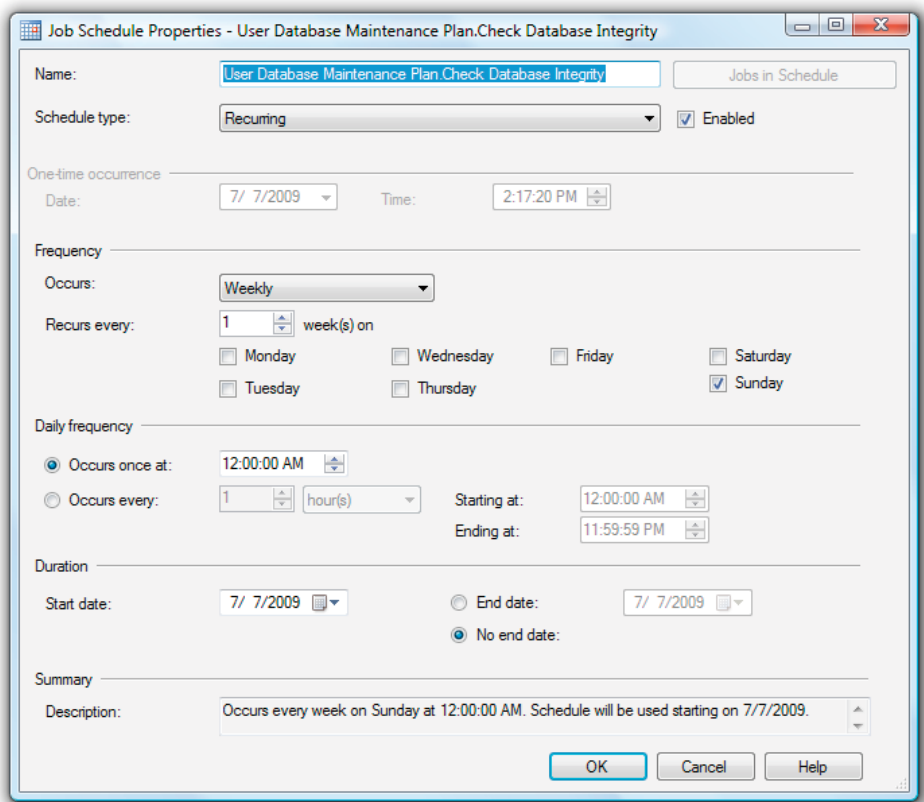 Job Schedule Properties - User Database Maintenance Plan.Check Database Integrity
Name: User Database Maintenance Plan.Check Database Integrity Jobs in Schedule
Schedule type: Recurring Enabled
One-time occurrence
Date: 7/ 7/2009 Time: 2:17:20 PM
Frequency
Occurs: Weekly
Recurs every: 1 week(s) on
Monday Wednesday Friday Saturday
Tuesday Thursday Sunday
Daily frequency
Occurs once at: 12:00:00 AM
Occurs every: 1 hour(s) Starting at: 12:00:00 AM
Ending at: 11:59:59 PM
Duration
Start date: 7/ 7/2009 End date: 7/ 7/2009
No end date:
Summary
Description: Occurs every week on Sunday at 12:00:00 AM. Schedule will be used starting on 7/7/2009.
OK Cancel Help